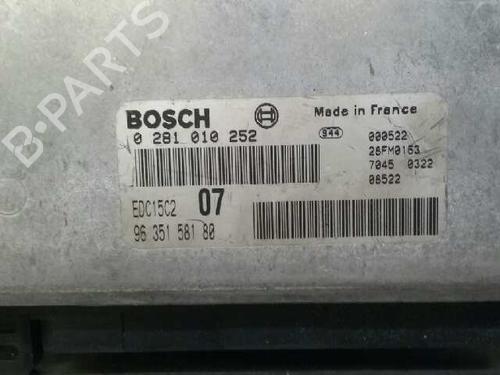 BOSCH
Made in France
0 281 010 252
944
000522
28FM0153
7045 0322
08522
EDC15C2 07
96 351 581 80
B-PARTS